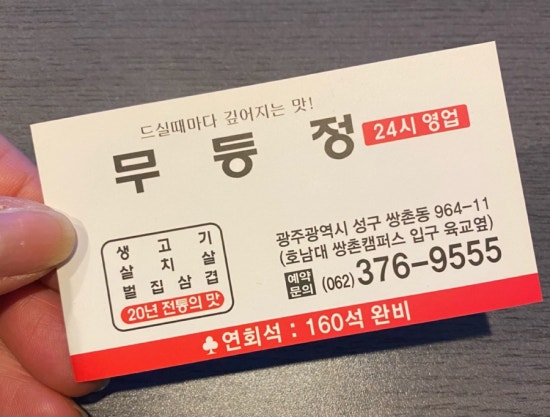 드실때마다 깊어지는 맛!
무등정 24시 영업
생고기
살치살
벌집삼겹
20년 전통의 맛
광주광역시 성구 쌍촌동 964-11
(호남대 쌍촌캠퍼스 입구 육교옆)
예약문의 (062) 376-9555
♣연회석 : 160석 완비